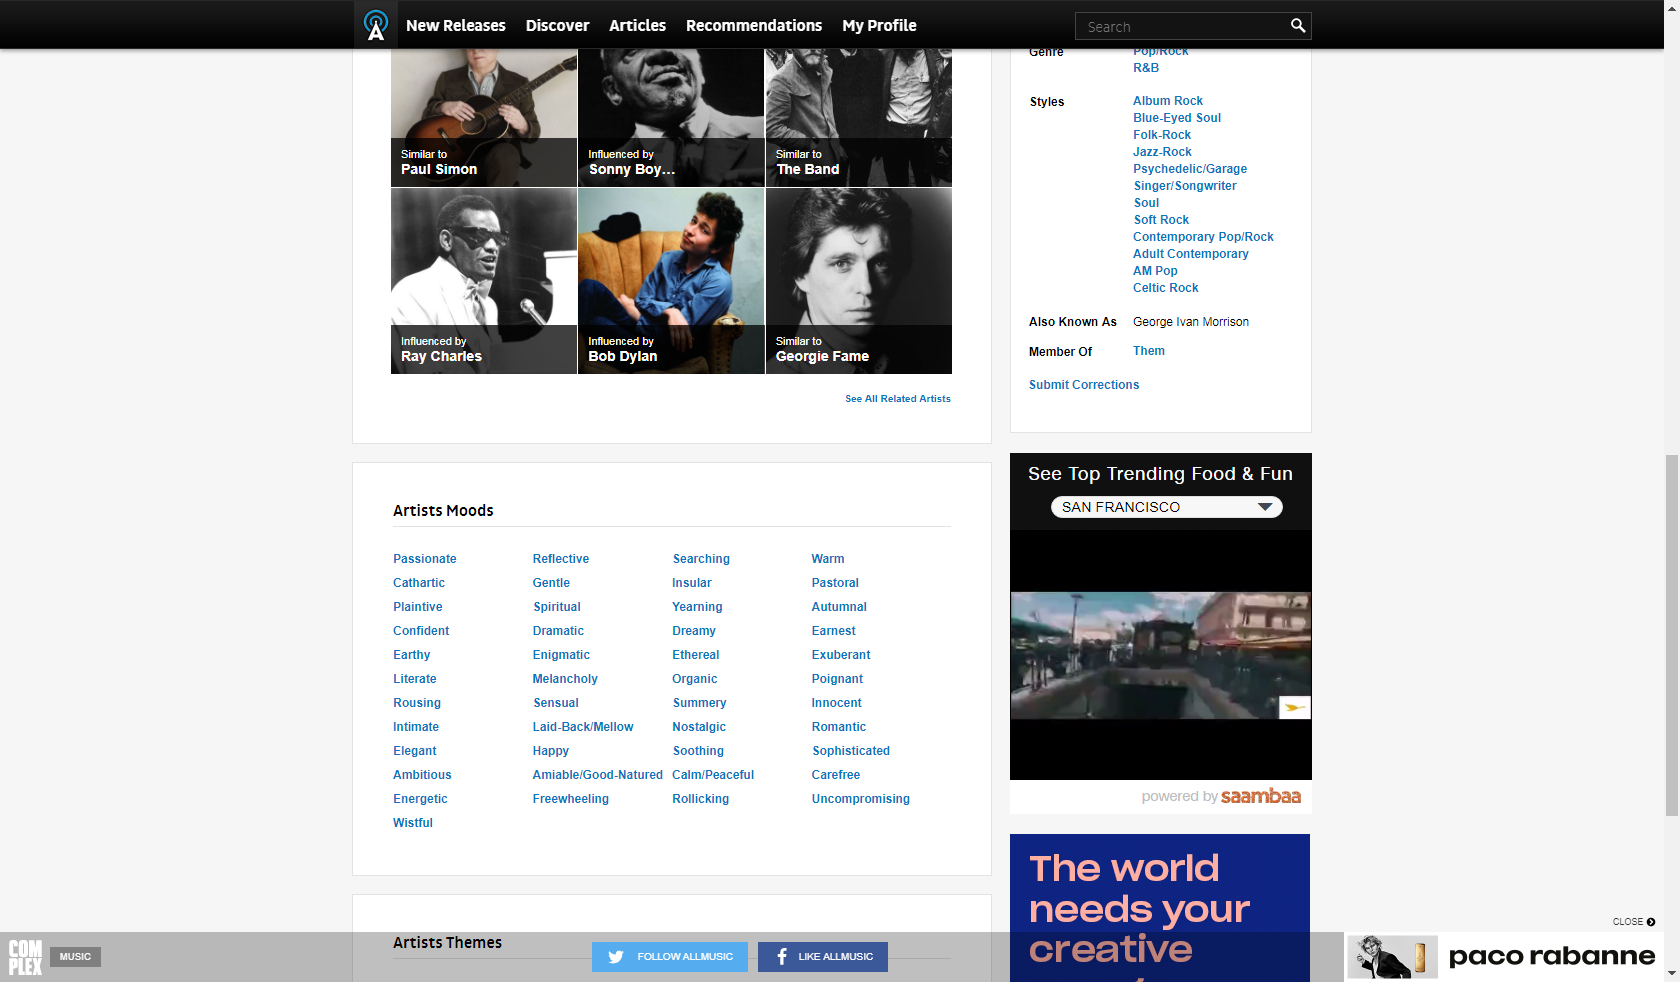 New Releases Discover Articles Recommendations My Profile
Search
Similar to
Paul Simon
Influenced by
Sonny Boy...
Similar to
The Band
Influenced by
Ray Charles
Influenced by
Bob Dylan
Similar to
Georgie Fame
See All Related Artists
Genre
Pop/Rock
R&B
Styles
Album Rock
Blue-Eyed Soul
Folk-Rock
Jazz-Rock
Psychedelic/Garage
Singer/Songwriter
Soul
Soft Rock
Contemporary Pop/Rock
Adult Contemporary
AM Pop
Celtic Rock
Also Known As George Ivan Morrison
Member Of Them
Submit Corrections
Artists Moods
Passionate Reflective Searching Warm
Cathartic Gentle Insular Pastoral
Plaintive Spiritual Yearning Autumnal
Confident Dramatic Dreamy Earnest
Earthy Enigmatic Ethereal Exuberant
Literate Melancholy Organic Poignant
Rousing Sensual Summery Innocent
Intimate Laid-Back/Mellow Nostalgic Romantic
Elegant Happy Soothing Sophisticated
Ambitious Amiable/Good-Natured Calm/Peaceful Carefree
Energetic Freewheeling Rollicking Uncompromising
Wistful
See Top Trending Food & Fun
SAN FRANCISCO
powered by saambaa
The world
needs your
creative
Artists Themes
COM
PLEX
MUSIC
FOLLOW ALLMUSIC
LIKE ALLMUSIC
CLOSE
paco rabanne